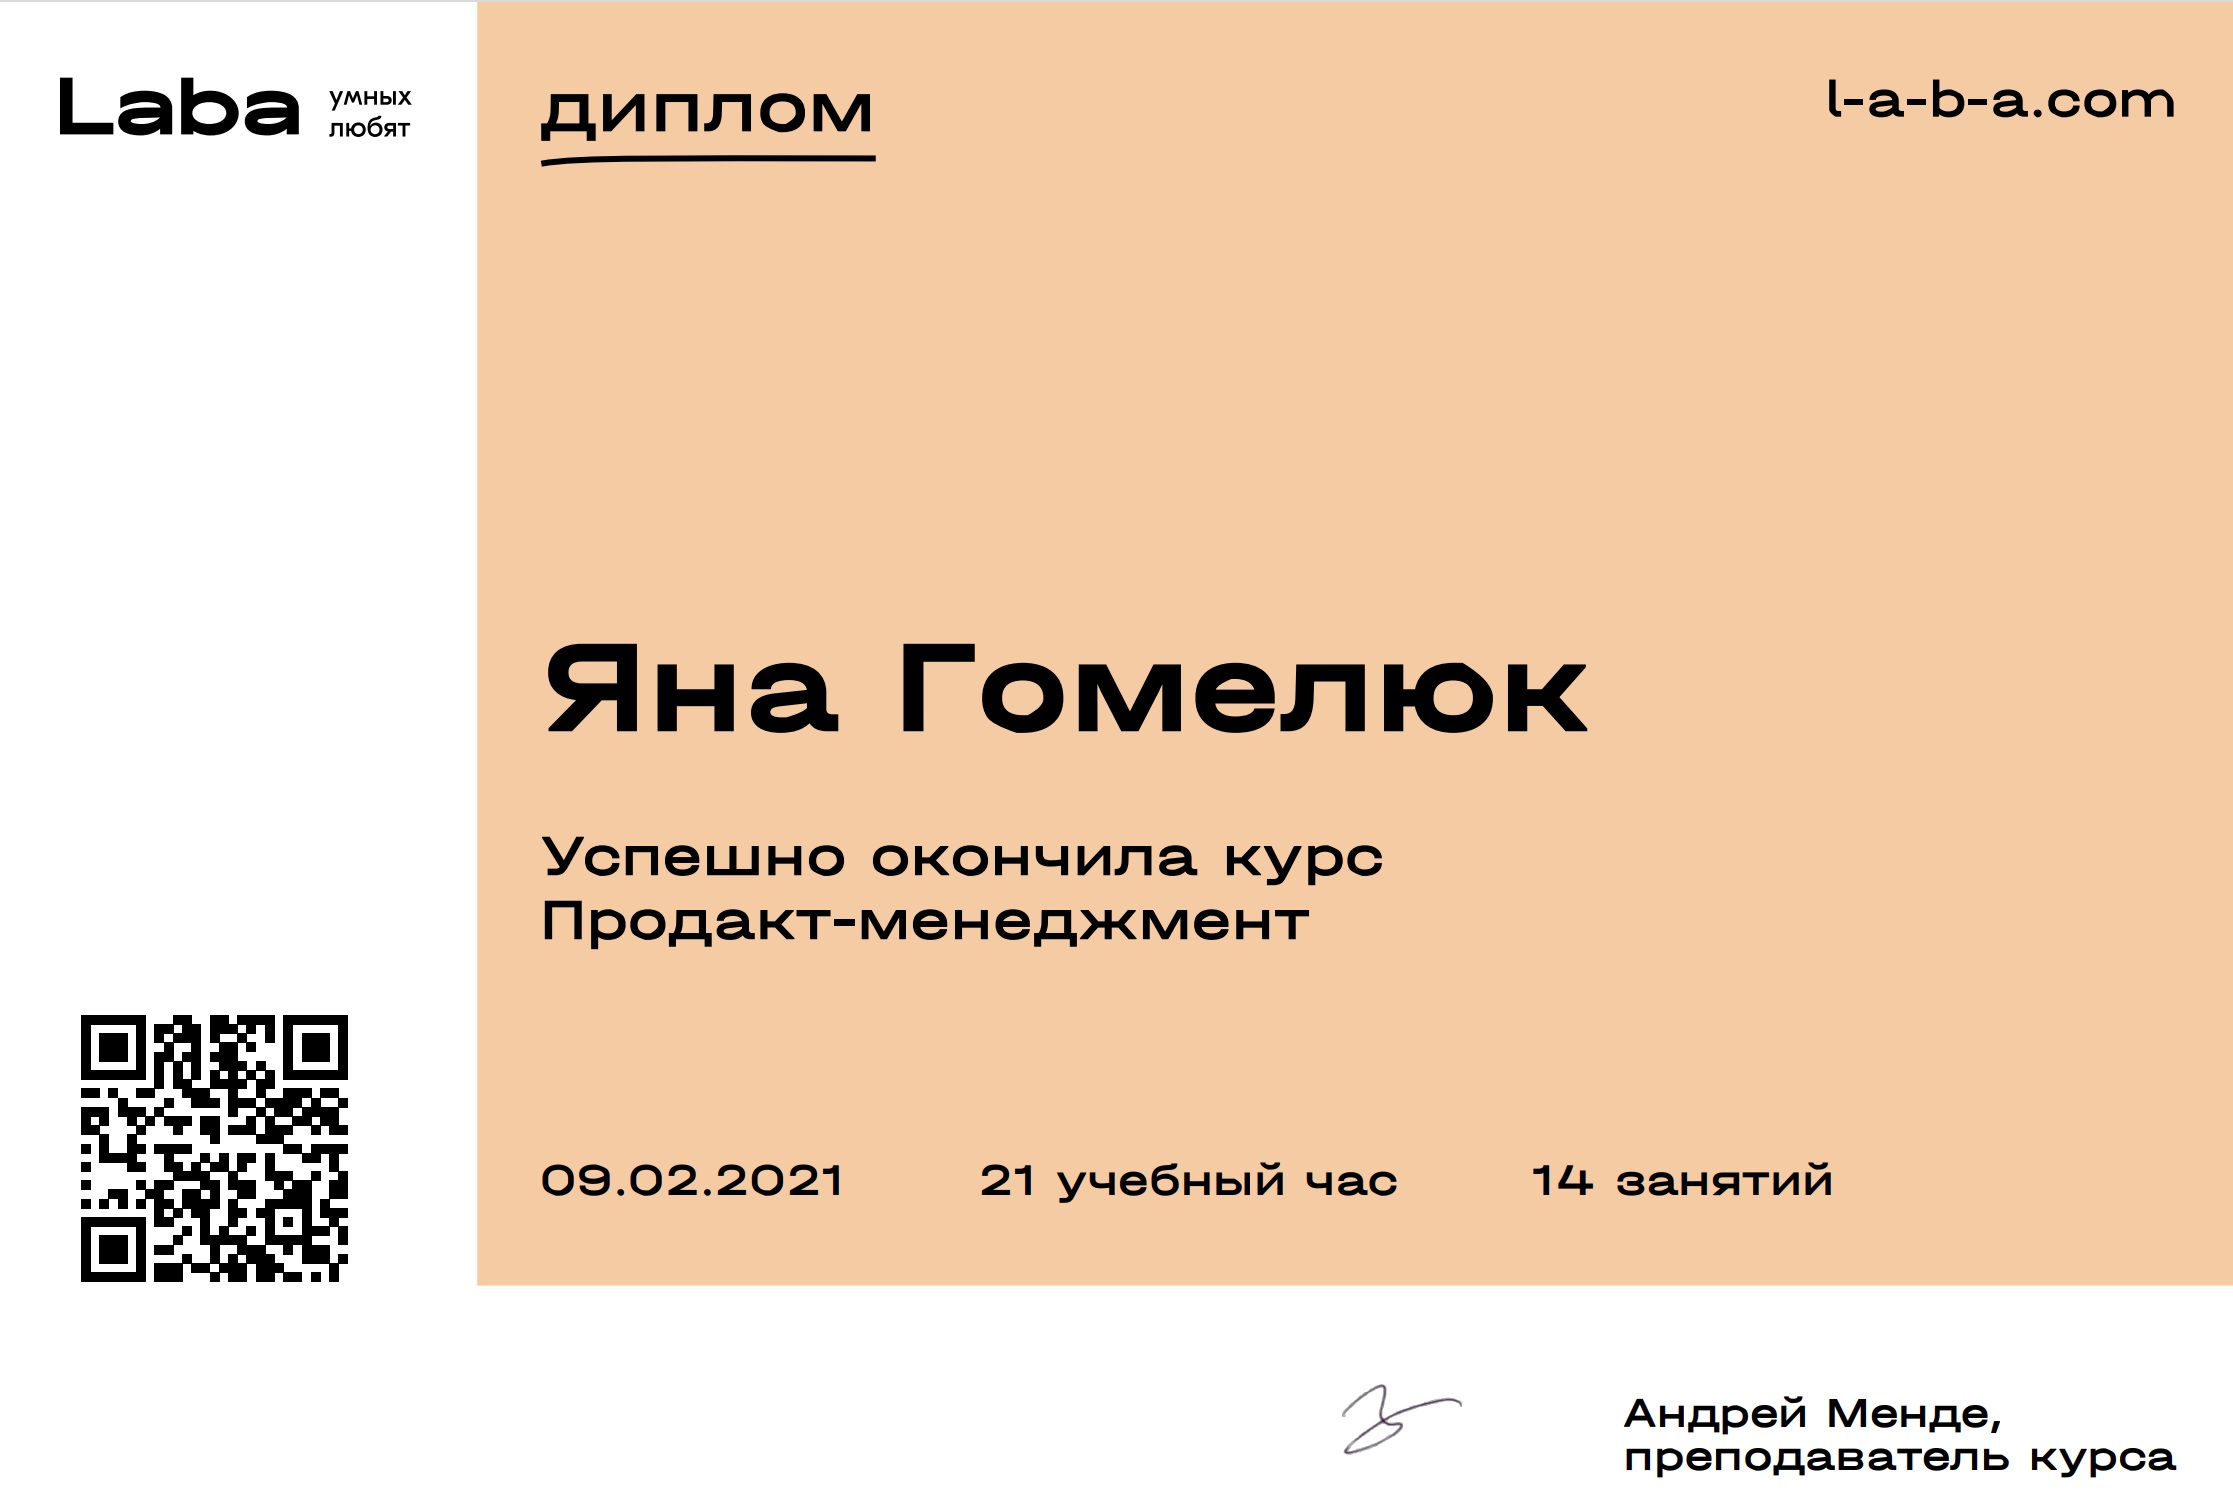 Laba
умных
любят
диплом
l-a-b-a.com
Яна Гомелюк
Успешно окончила курс
Продакт-менеджмент
09.02.2021 21 учебный час 14 занятий
Андрей Менде,
преподаватель курса